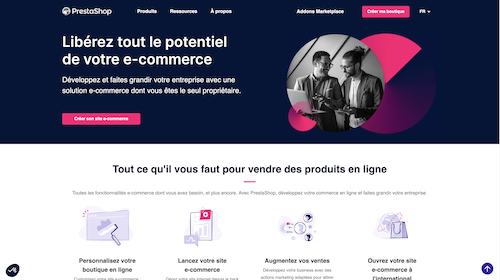 PrestaShop Produits Ressources À propos Addons Marketplace Créer ma boutique FR
Libérez tout le potentiel
de votre e-commerce
Développez et faites grandir votre entreprise avec une
solution e-commerce dont vous êtes le seul propriétaire.
Créer son site e-commerce
Tout ce qu'il vous faut pour vendre des produits en ligne
Toutes les fonctionnalités e-commerce dont vous avez besoin, et plus encore. Avec PrestaShop, développez votre commerce en ligne et faites grandir votre entreprise.
Personnalisez votre
boutique en ligne
Lancez votre site
e-commerce
Augmentez vos ventes
Développez votre business avec des
actions marketing adaptées pour attirer
Ouvrez votre site
e-commerce à
l'international